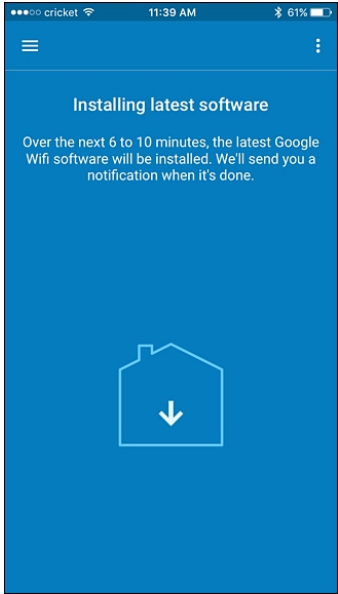 cricket 11:39 AM 61%
Installing latest software
Over the next 6 to 10 minutes, the latest Google
Wifi software will be installed. We'll send you a
notification when it's done.